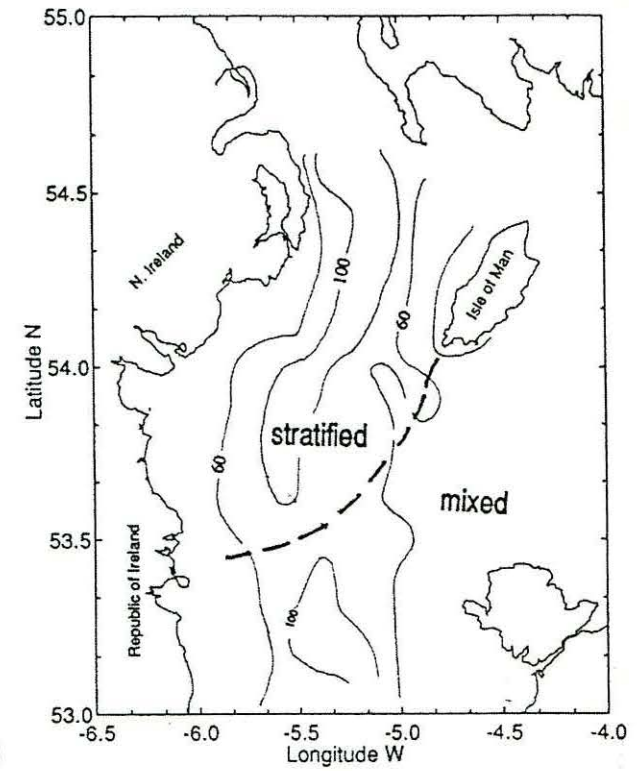 55.0
54.5
54.0
53.5
53.0
Latitude N
-6.5 -6.0 -5.5 -5.0 -4.5 -4.0
Longitude W
N. Ireland
Isle of Man
100
60
stratified
60
mixed
Republic of Ireland
100